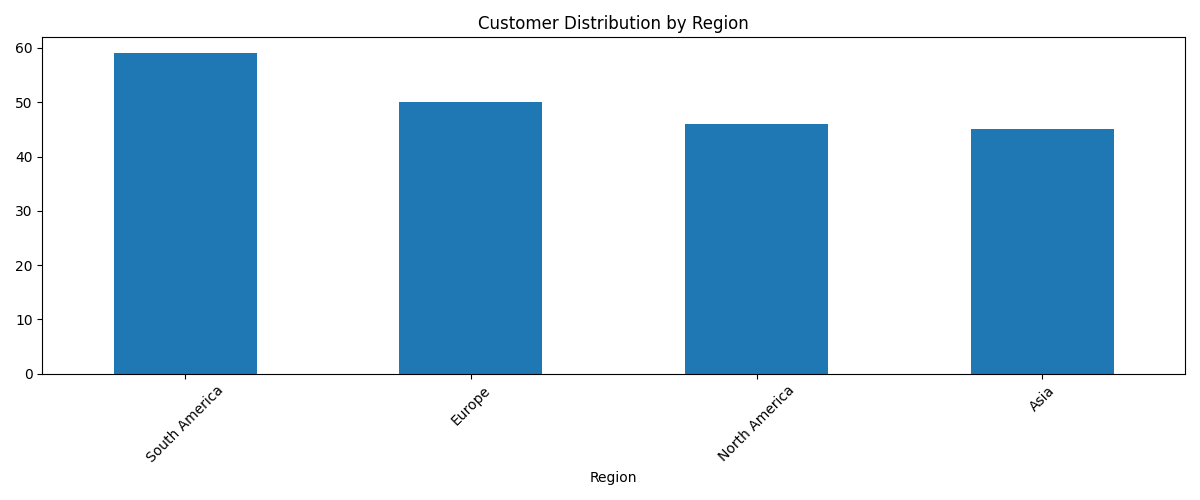 Customer Distribution by Region
60
50
40
30
20
10
0
South America
Europe
North America
Asia
Region